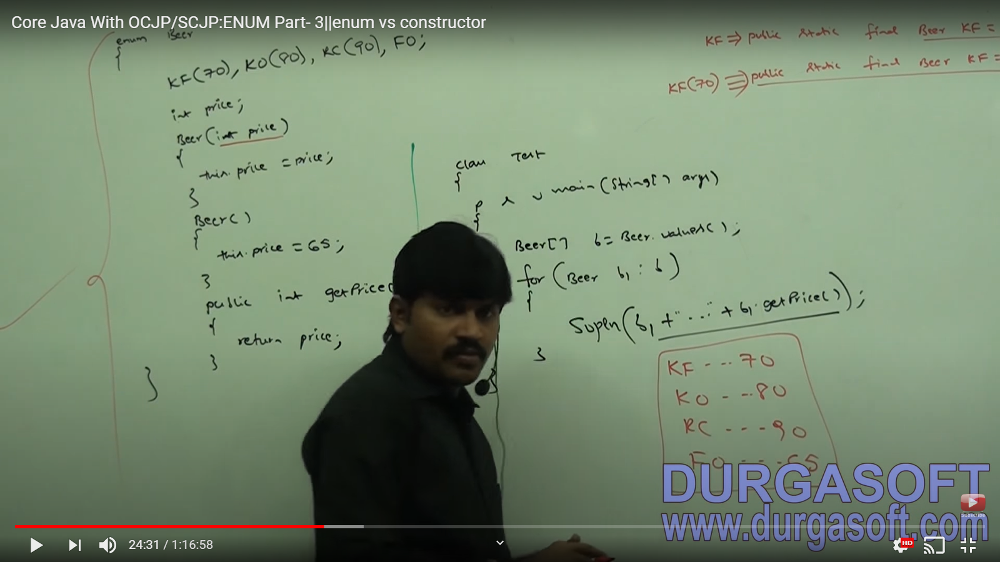 Core Java With OCJP/SCJP:ENUM Part- 3||enum vs constructor
enum Beer
{
KF(70), KO(80), RC(90), FO;
int price;
Beer(int price)
{
this.price = price;
}
Beer()
{
this.price = 65;
}
public int getPrice(
{
return price;
}
}
KF ⇒ public static final Beer KF =
KF(70) ⇒ public static final Beer KF =
class Test
{
p s v main(String[] args)
{
Beer[] b = Beer.values();
for (Beer b1 : b)
{
Sopln(b1 + "...." + b1.getPrice());
}
}
KF - - - 70
KO - - - 80
RC - - - 90
FO - - - 65
DURGASOFT
www.durgasoft.com
Subscribe
24:31 / 1:16:58
HD